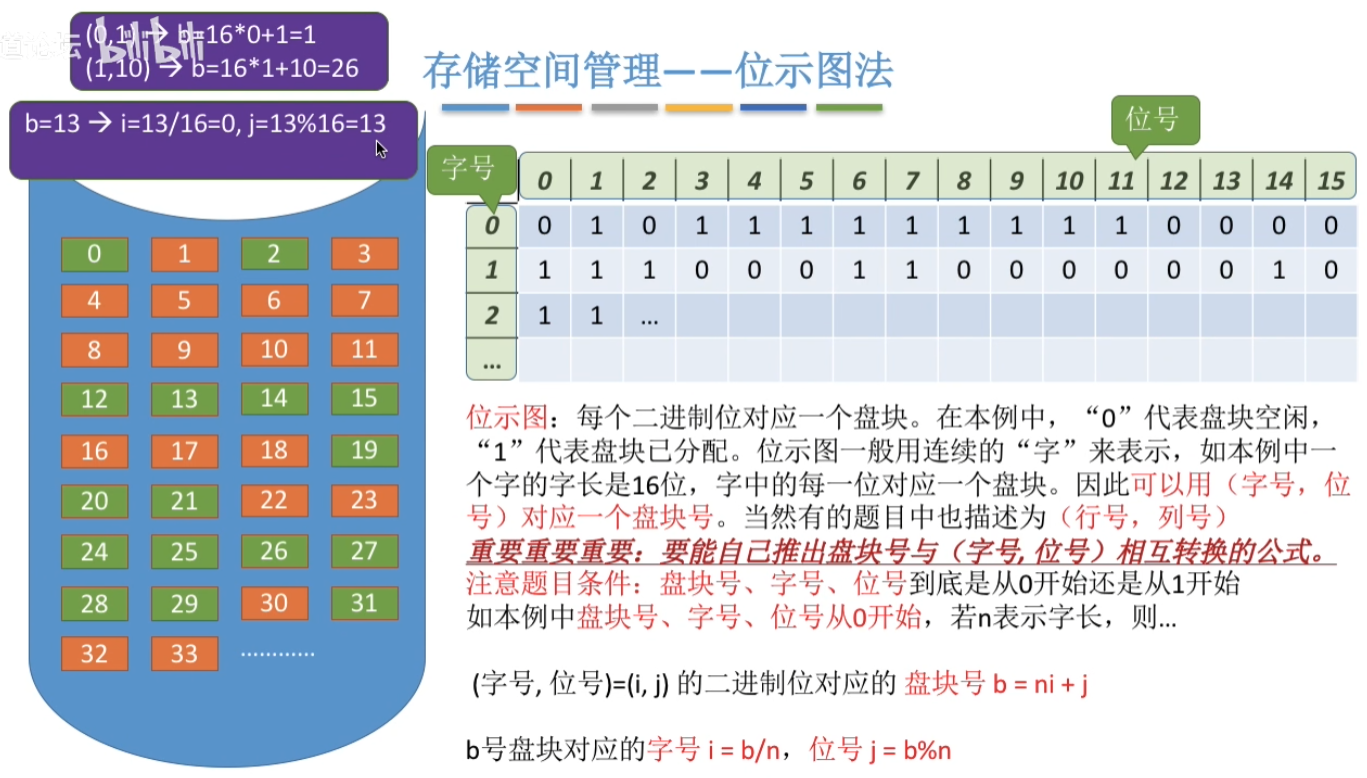 (0,1) → b=16*0+1=1
(1,10) → b=16*1+10=26
bilibili
存储空间管理——位示图法
b=13 → i=13/16=0, j=13%16=13
位号
字号
0 1 2 3 4 5 6 7 8 9 10 11 12 13 14 15
0 0 1 0 1 1 1 1 1 1 1 1 1 0 0 0 0
1 1 1 1 0 0 0 1 1 0 0 0 0 0 0 1 0
2 1 1 ...
...
0 1 2 3
4 5 6 7
8 9 10 11
12 13 14 15
16 17 18 19
20 21 22 23
24 25 26 27
28 29 30 31
32 33 …………
位示图：每个二进制位对应一个盘块。在本例中，“0”代表盘块空闲，
“1”代表盘块已分配。位示图一般用连续的“字”来表示，如本例中一
个字的字长是16位，字中的每一位对应一个盘块。因此可以用（字号，位
号）对应一个盘块号。当然有的题目中也描述为（行号，列号）
重要重要重要：要能自己推出盘块号与（字号, 位号）相互转换的公式。
注意题目条件：盘块号、字号、位号到底是从0开始还是从1开始
如本例中盘块号、字号、位号从0开始，若n表示字长，则...
(字号, 位号)=(i, j) 的二进制位对应的 盘块号 b = ni + j
b号盘块对应的字号 i = b/n，位号 j = b%n